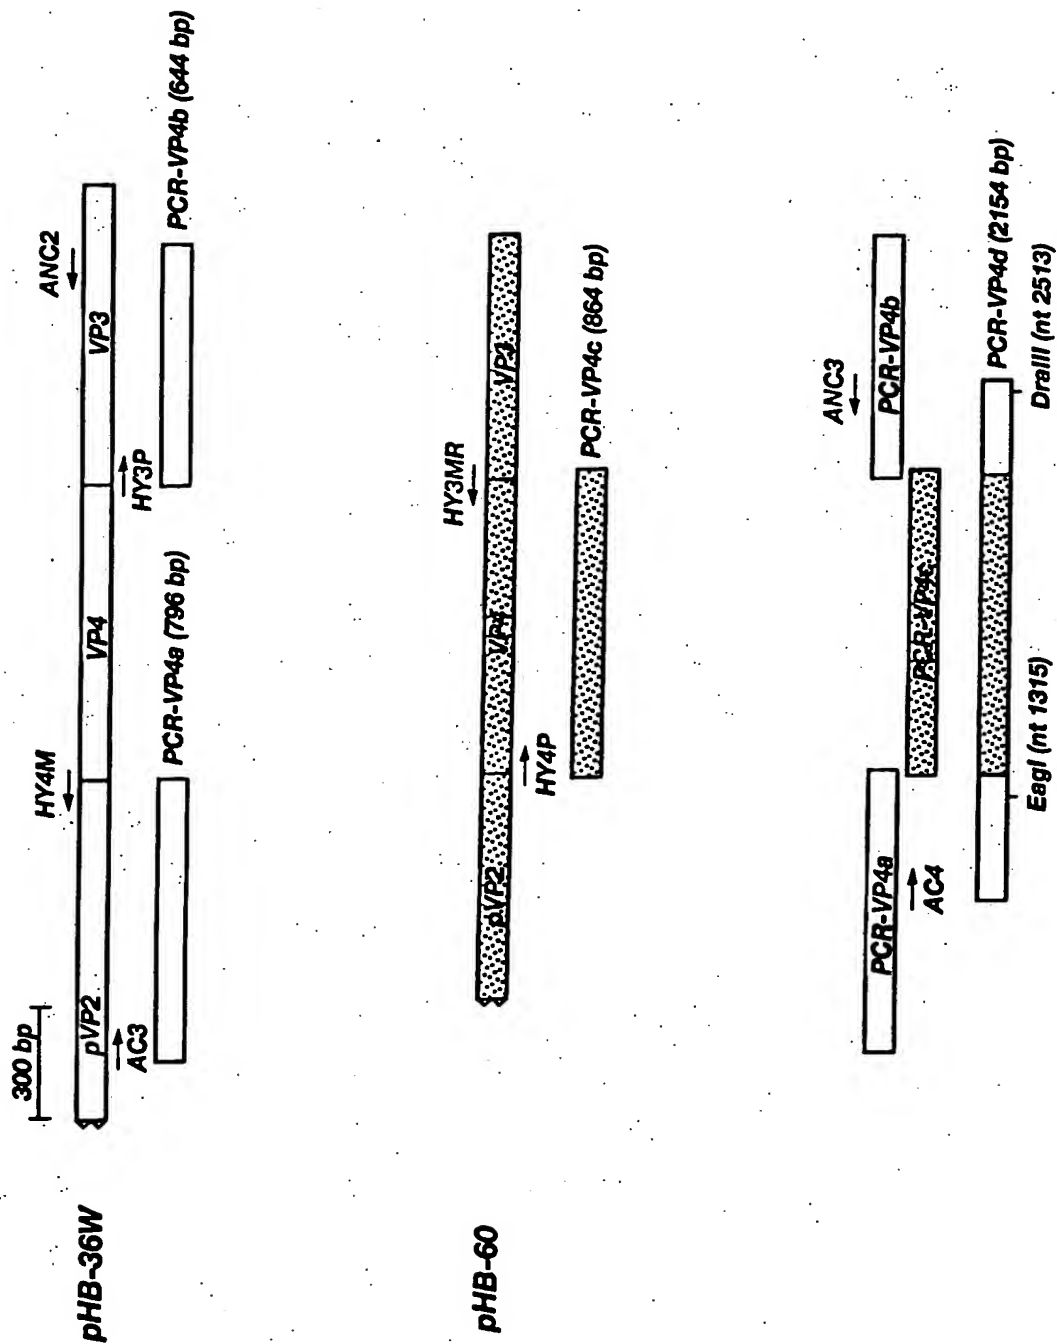 300 bp
pHB-36W
pVP2
VP4
VP3
HY4M
ANC2
AC3
HY3P
PCR-VP4a (796 bp)
PCR-VP4b (644 bp)
pHB-60
pVP2
VP4
VP3
HY3MR
HY4P
PCR-VP4c (864 bp)
ANC3
PCR-VP4a
PCR-VP4b
AC4
PCR-VP4c
PCR-VP4d (2154 bp)
EagI (nt 1315)
DraIII (nt 2513)